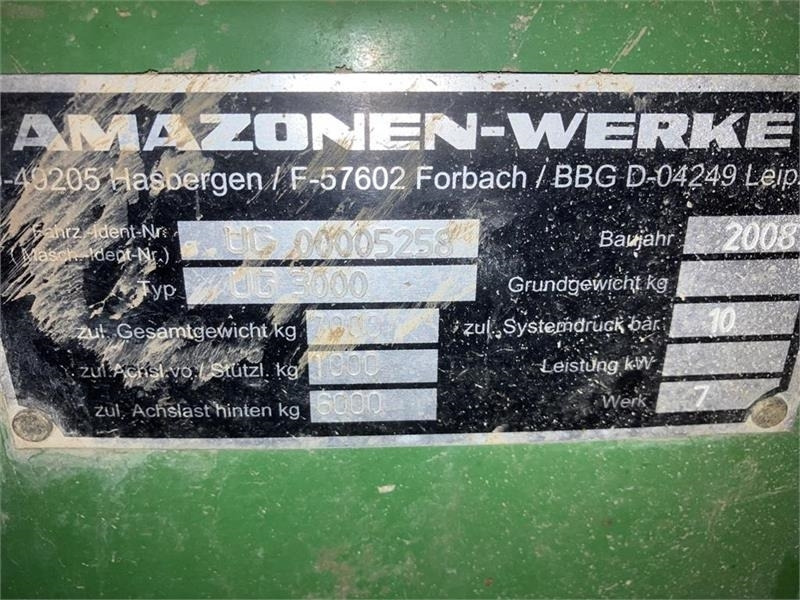 AMAZONEN-WERKE
-49205 Hasbergen / F-57602 Forbach / BBG D-04249 Leip
Fahrz.-Ident-Nr. UG 00005258 Baujahr 2008
(Masch.-Ident-Nr.) Grundgewicht kg
Typ UG 3000
zul. Gesamtgewicht kg 7000 zul. Systemdruck bar 10
zul.Achsl.vo./ Stützl. kg 1000 Leistung kW
zul. Achslast hinten kg 6000 Werk 7